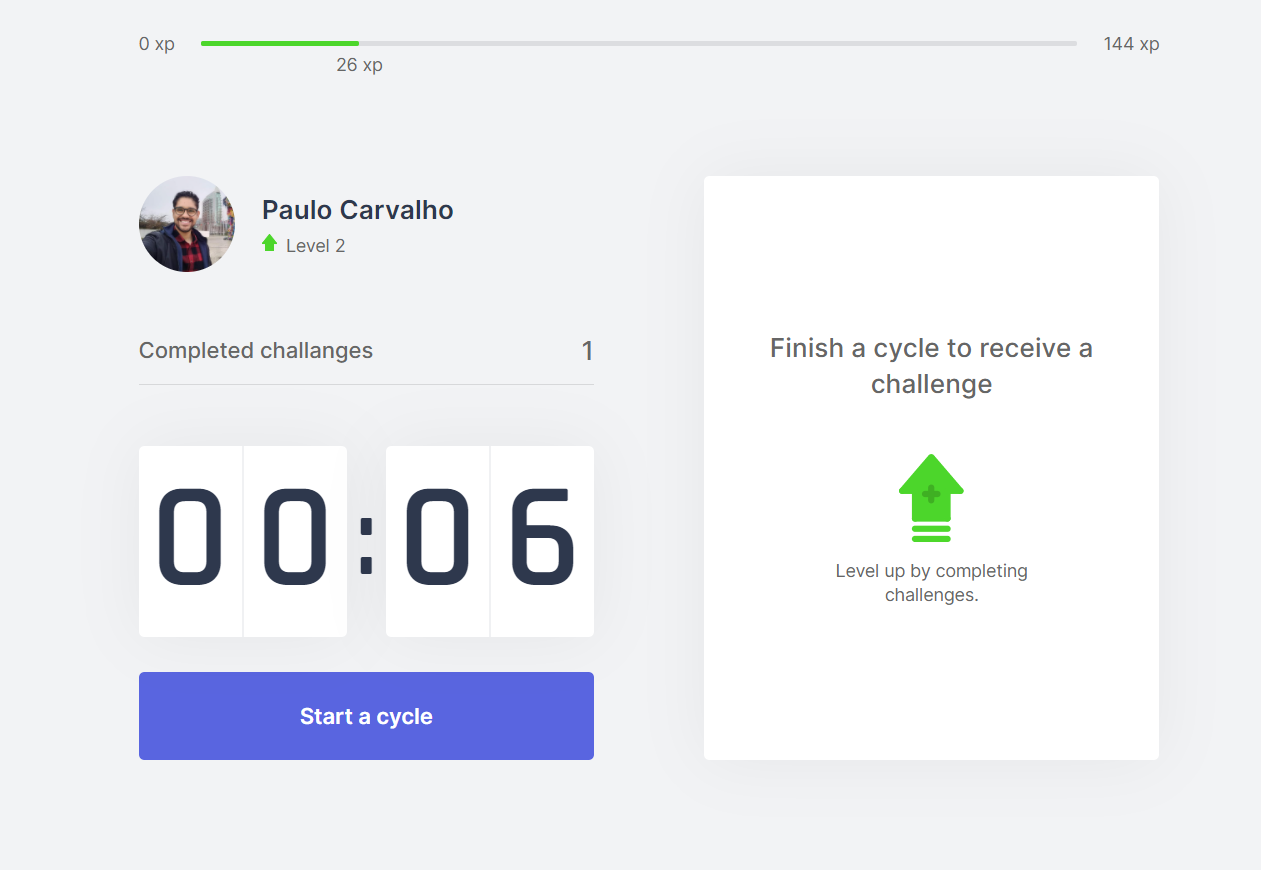 0 xp
144 xp
26 xp
Paulo Carvalho
Level 2
Completed challanges
1
00:06
Start a cycle
Finish a cycle to receive a
challenge
Level up by completing
challenges.